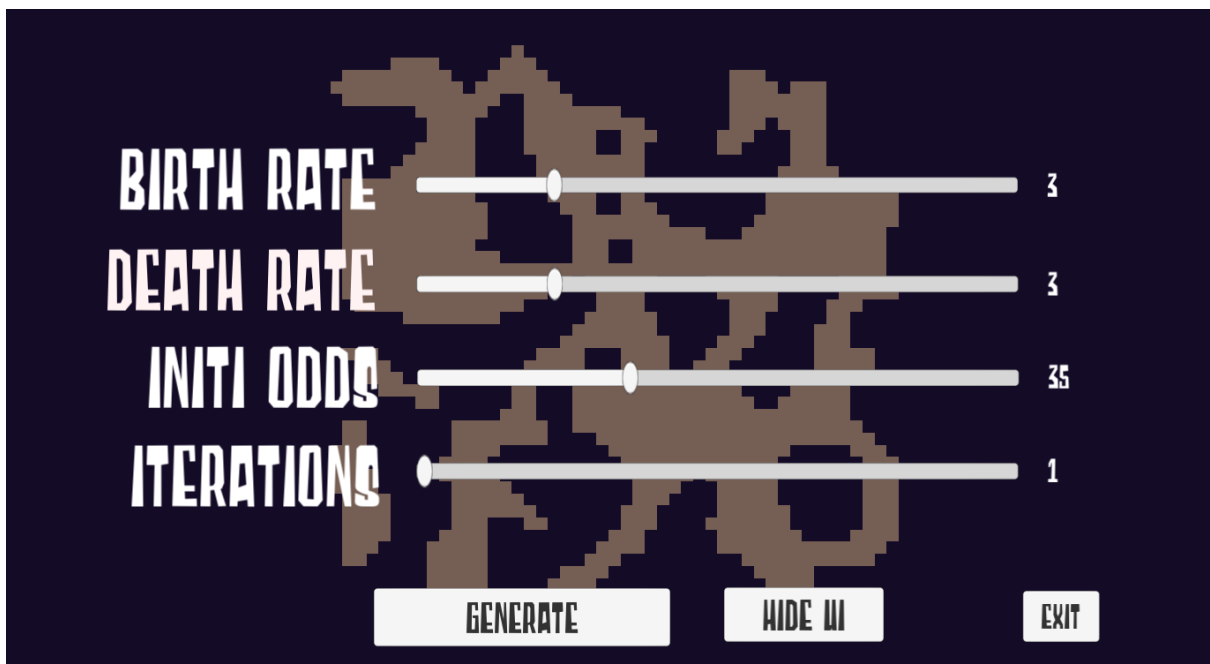 BIRTH RATE 3
DEATH RATE 3
INITI ODDS 35
ITERATIONS 1
GENERATE HIDE UI EXIT